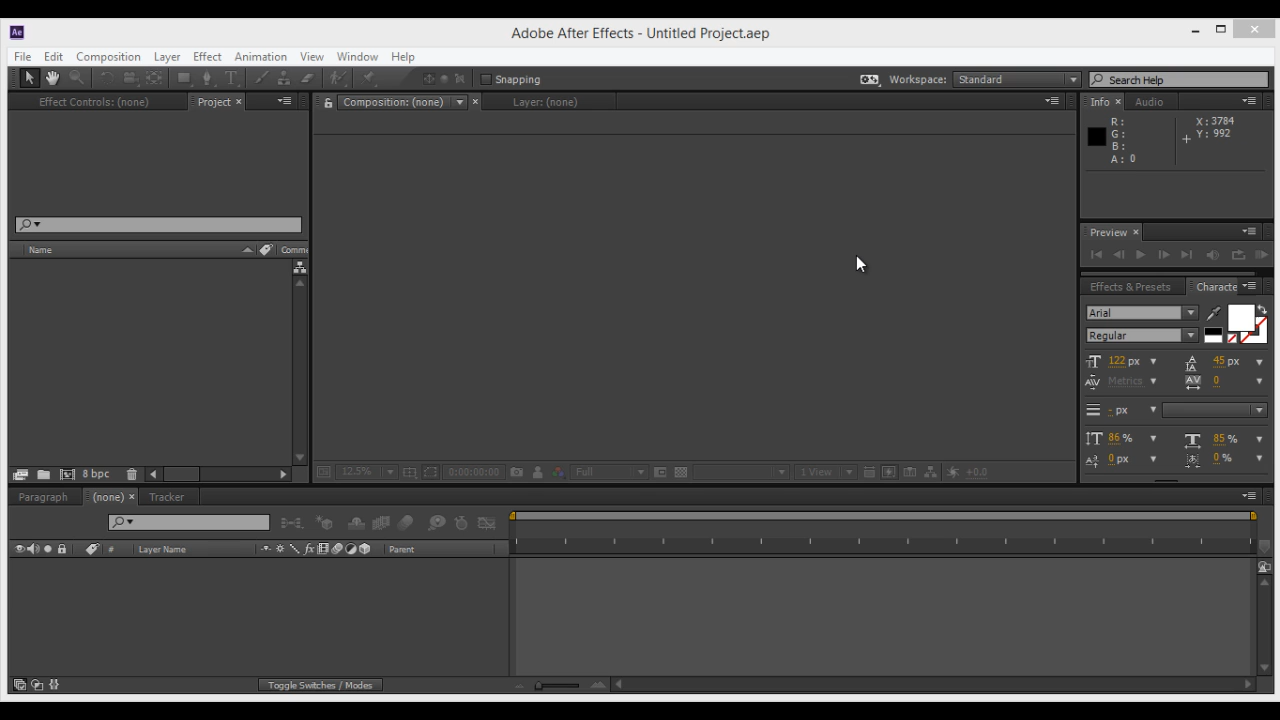 Ae Adobe After Effects - Untitled Project.aep
File Edit Composition Layer Effect Animation View Window Help
Snapping Workspace: Standard Search Help
Effect Controls: (none) Project Composition: (none) Layer: (none) Info Audio
R: X: 3784
G: Y: 992
B:
A: 0
Preview
Name Comme
Effects & Presets Characte
Arial
Regular
122 px 45 px
Metrics 0
- px
86 % 85 %
0 px 0 %
8 bpc 12.5% 0:00:00:00 Full 1 View +0.0
Paragraph (none) Tracker
# Layer Name fx Parent
Toggle Switches / Modes